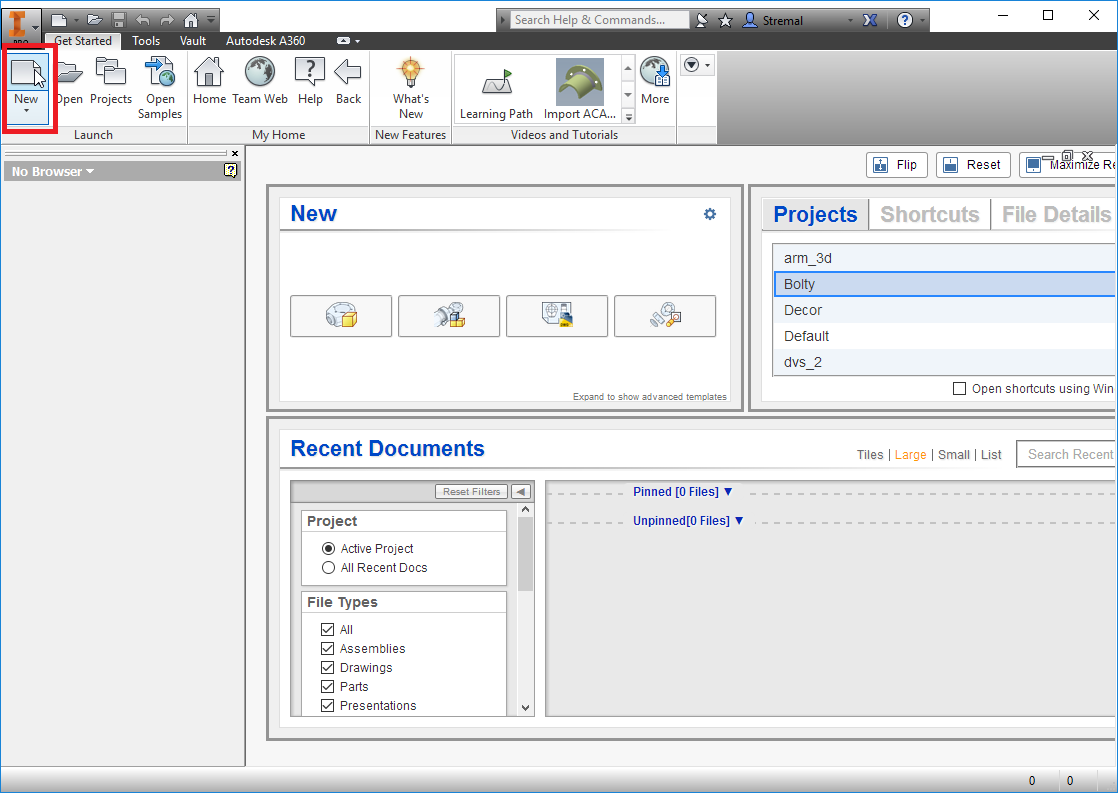 Search Help & Commands...
Stremal
PRO
Get Started Tools Vault Autodesk A360
New
Open
Projects
Open
Samples
Home
Team Web
Help
Back
What's
New
Learning Path
Import ACA...
More
Launch
My Home
New Features
Videos and Tutorials
No Browser
Flip
Reset
Maximize Re
New
Expand to show advanced templates
Projects
Shortcuts
File Details
arm_3d
Bolty
Decor
Default
dvs_2
Open shortcuts using Win
Recent Documents
Tiles | Large | Small | List
Search Recent
Reset Filters
Project
Active Project
All Recent Docs
File Types
All
Assemblies
Drawings
Parts
Presentations
Pinned [0 Files]
Unpinned[0 Files]
0 0